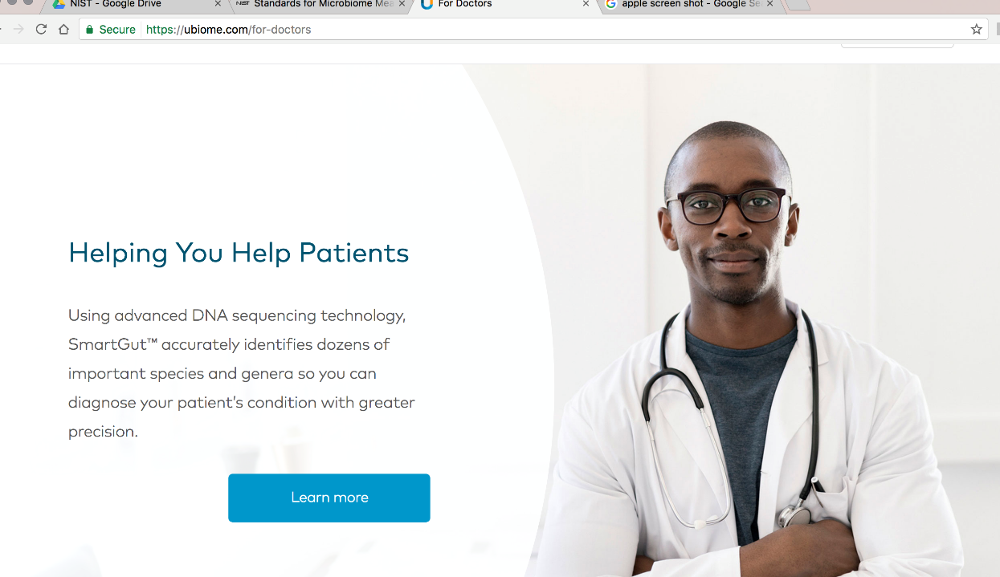 NIST - Google Drive
NIST Standards for Microbiome Mea
For Doctors
apple screen shot - Google Se
Secure
https://ubiome.com/for-doctors
Helping You Help Patients
Using advanced DNA sequencing technology,
SmartGut™ accurately identifies dozens of
important species and genera so you can
diagnose your patient's condition with greater
precision.
Learn more